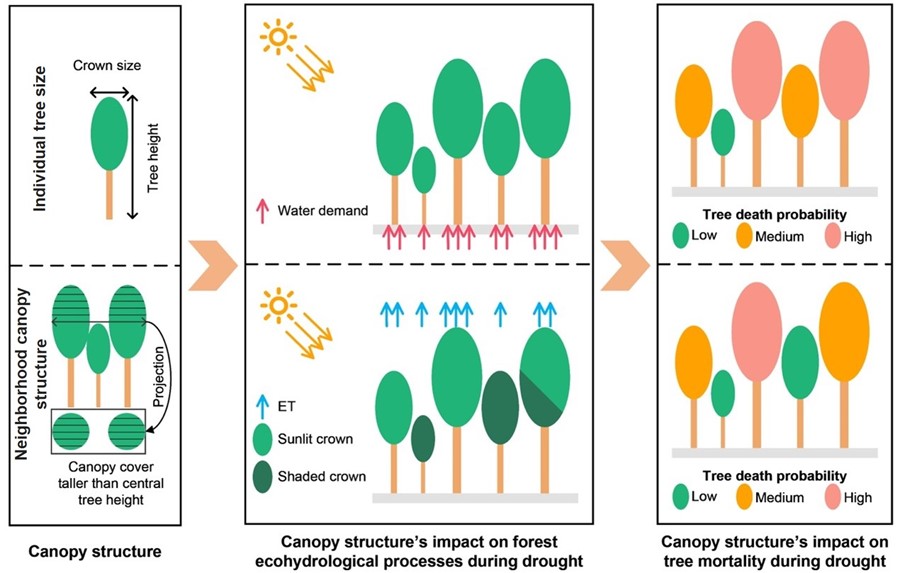 Individual tree size
Crown size
Tree height
Neighborhood canopy
structure
Projection
Canopy cover
taller than central
tree height
Canopy structure
Water demand
ET
Sunlit crown
Shaded crown
Canopy structure's impact on forest
ecohydrological processes during drought
Tree death probability
Low Medium High
Tree death probability
Low Medium High
Canopy structure's impact on
tree mortality during drought